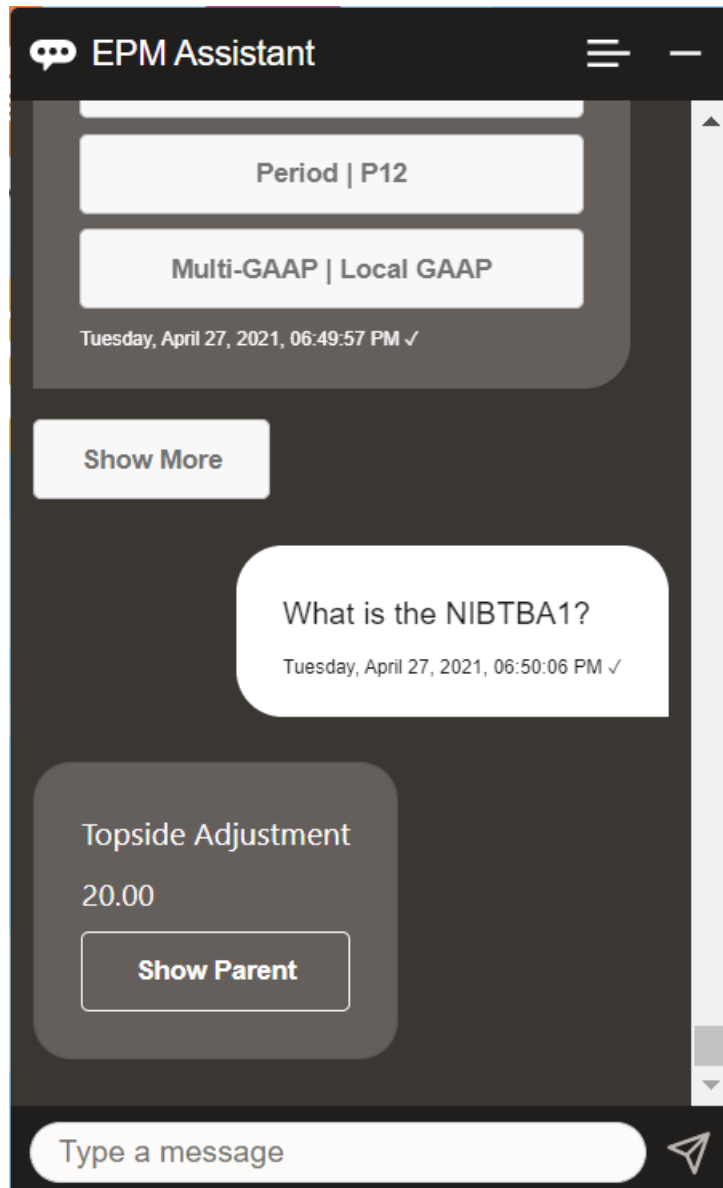 EPM Assistant
Period | P12
Multi-GAAP | Local GAAP
Tuesday, April 27, 2021, 06:49:57 PM ✓
Show More
What is the NIBTBA1?
Tuesday, April 27, 2021, 06:50:06 PM ✓
Topside Adjustment
20.00
Show Parent
Type a message